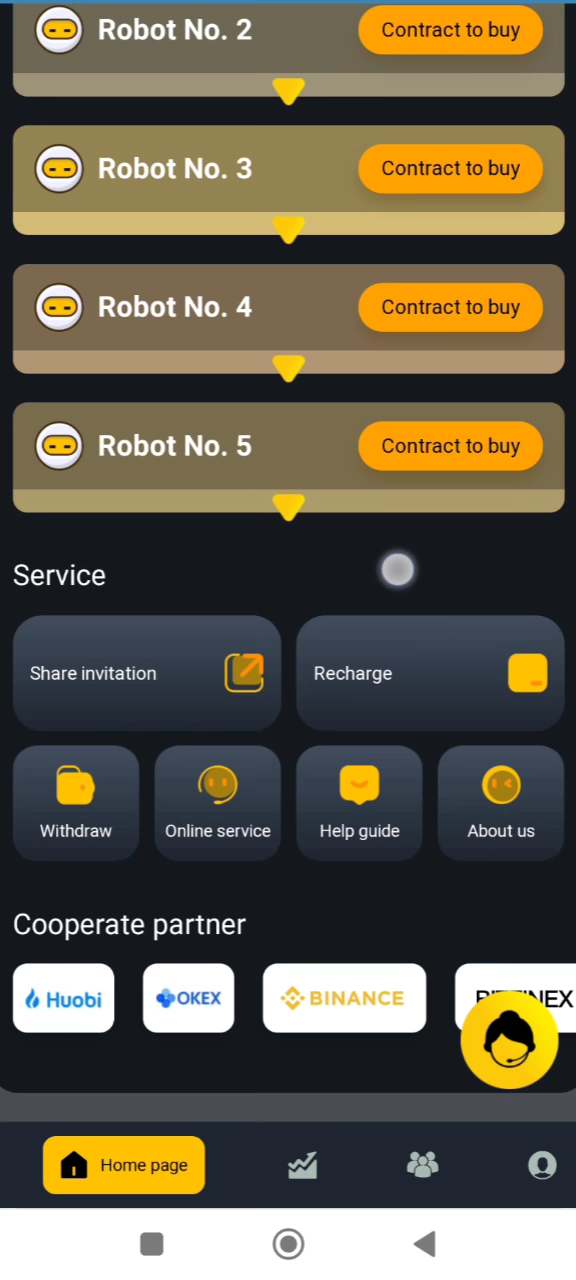 Robot No. 2
Contract to buy
Robot No. 3
Contract to buy
Robot No. 4
Contract to buy
Robot No. 5
Contract to buy
Service
Share invitation
Recharge
Withdraw
Online service
Help guide
About us
Cooperate partner
Huobi
OKEX
BINANCE
Home page